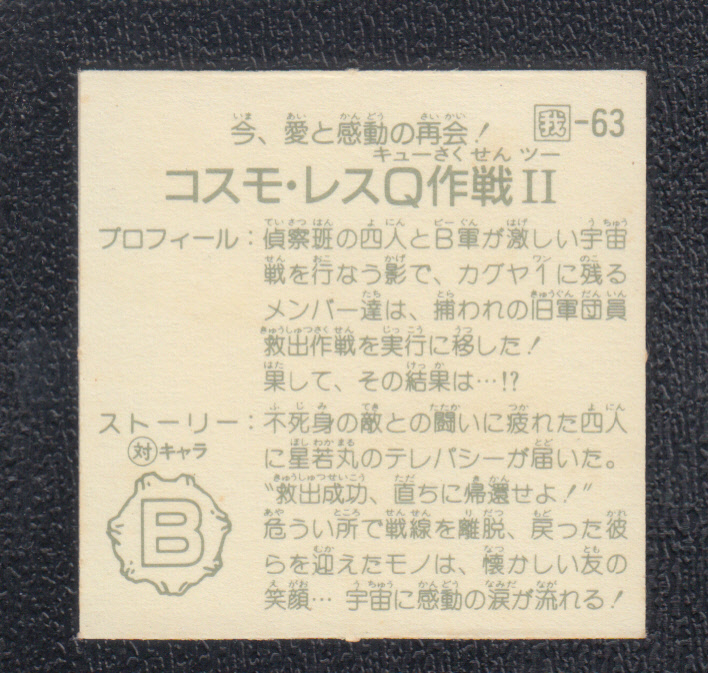 今、愛と感動の再会！ 我-63
コスモ・レスQ作戦II
プロフィール：偵察班の四人とB軍が激しい宇宙
戦を行なう影で、カグヤ1に残る
メンバー達は、捕われの旧軍団員
救出作戦を実行に移した！
果して、その結果は…!?
ストーリー：不死身の敵との闘いに疲れた四人
に星若丸のテレパシーが届いた。
“救出成功、直ちに帰還せよ！”
危うい所で戦線を離脱、戻った彼
らを迎えたモノは、懐かしい友の
笑顔… 宇宙に感動の涙が流れる！
対キャラ
B